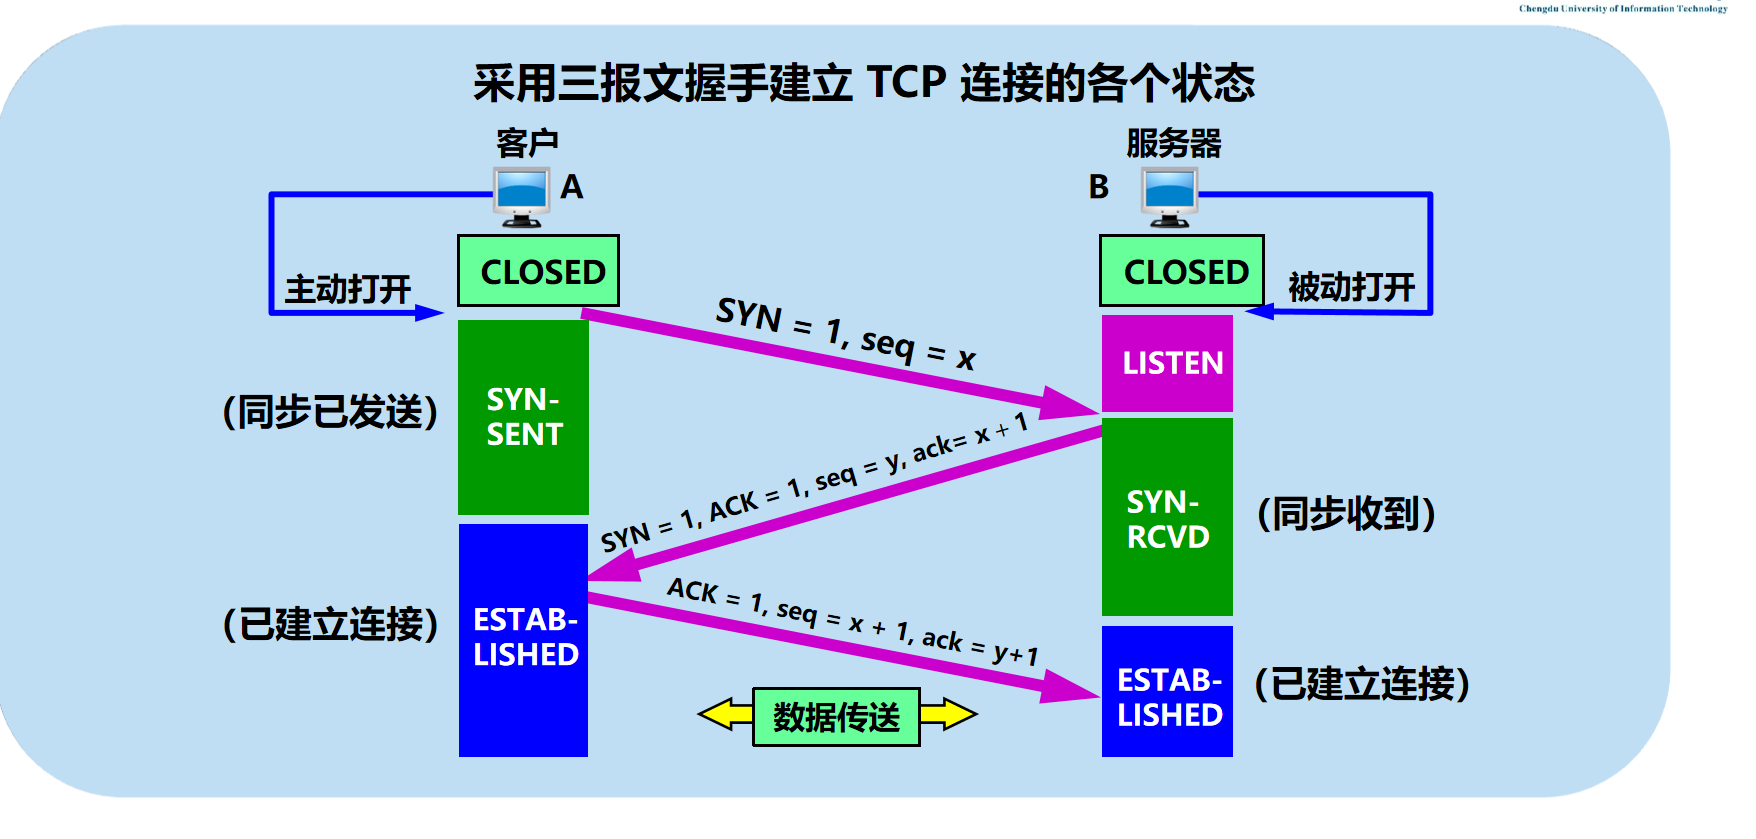 Chengdu University of Information Technology
采用三报文握手建立 TCP 连接的各个状态
客户
服务器
A
B
CLOSED
CLOSED
主动打开
被动打开
SYN = 1, seq = x
LISTEN
(同步已发送)
SYN-
SENT
SYN = 1, ACK = 1, seq = y, ack= x + 1
SYN-
RCVD
(同步收到)
ACK = 1, seq = x + 1, ack = y+1
(已建立连接)
ESTAB-
LISHED
ESTAB-
LISHED
(已建立连接)
数据传送